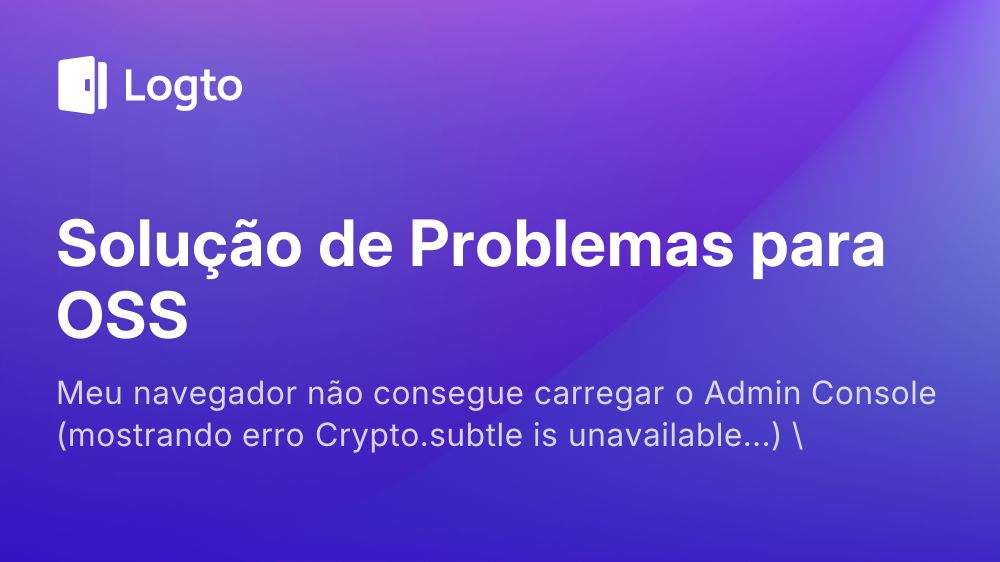 Logto
Solução de Problemas para
OSS
Meu navegador não consegue carregar o Admin Console
(mostrando erro Crypto.subtle is unavailable...) \